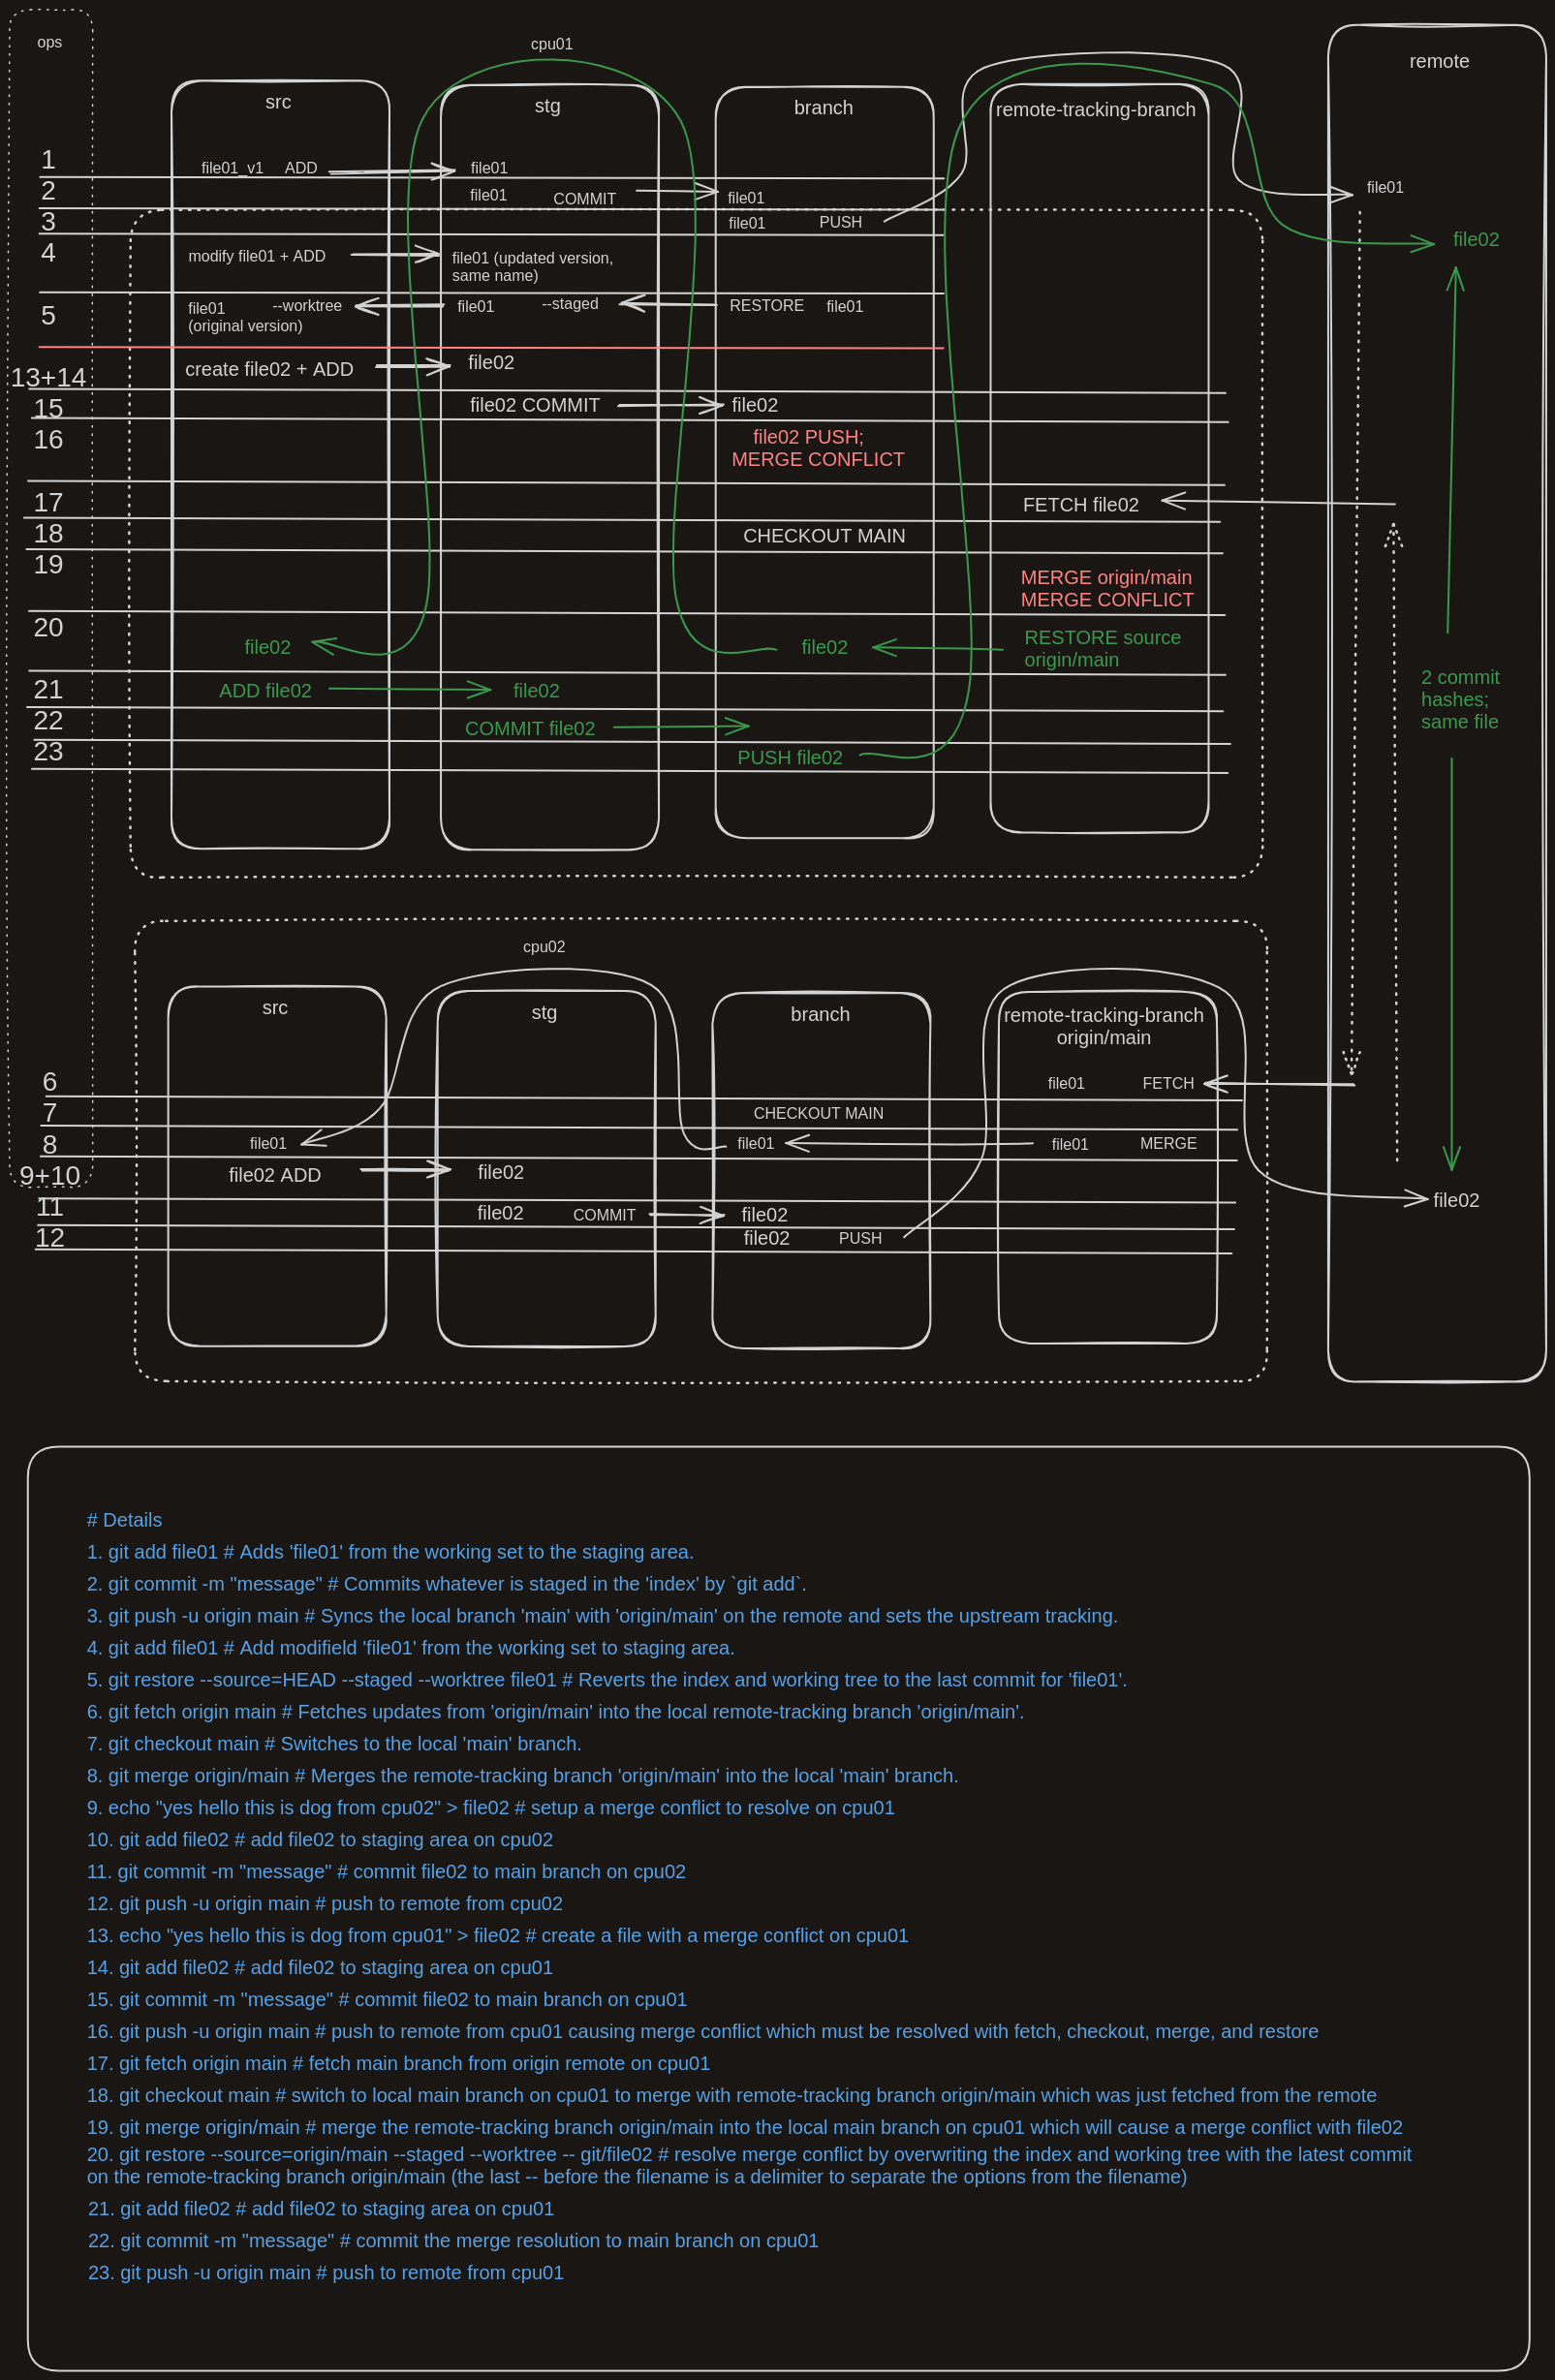 ops
cpu01
remote
src
stg
branch
remote-tracking-branch
1
file01_v1 ADD
file01
2
file01
COMMIT
file01
file01
3
file01
PUSH
file02
4
modify file01 + ADD
file01 (updated version,
same name)
5
file01
(original version)
--worktree
file01
--staged
RESTORE
file01
13+14
create file02 + ADD
file02
15
file02 COMMIT
file02
16
file02 PUSH;
MERGE CONFLICT
17
FETCH file02
18
CHECKOUT MAIN
19
MERGE origin/main
MERGE CONFLICT
20
file02
file02
RESTORE source
origin/main
2 commit
hashes;
same file
21
ADD file02
file02
22
COMMIT file02
23
PUSH file02
cpu02
src
stg
branch
remote-tracking-branch
origin/main
6
file01
FETCH
7
CHECKOUT MAIN
8
file01
file01
file01
MERGE
9+10
file02 ADD
file02
file02
11
file02
COMMIT
file02
12
file02
PUSH
# Details
1. git add file01 # Adds 'file01' from the working set to the staging area.
2. git commit -m "message" # Commits whatever is staged in the 'index' by `git add`.
3. git push -u origin main # Syncs the local branch 'main' with 'origin/main' on the remote and sets the upstream tracking.
4. git add file01 # Add modifield 'file01' from the working set to staging area.
5. git restore --source=HEAD --staged --worktree file01 # Reverts the index and working tree to the last commit for 'file01'.
6. git fetch origin main # Fetches updates from 'origin/main' into the local remote-tracking branch 'origin/main'.
7. git checkout main # Switches to the local 'main' branch.
8. git merge origin/main # Merges the remote-tracking branch 'origin/main' into the local 'main' branch.
9. echo "yes hello this is dog from cpu02" > file02 # setup a merge conflict to resolve on cpu01
10. git add file02 # add file02 to staging area on cpu02
11. git commit -m "message" # commit file02 to main branch on cpu02
12. git push -u origin main # push to remote from cpu02
13. echo "yes hello this is dog from cpu01" > file02 # create a file with a merge conflict on cpu01
14. git add file02 # add file02 to staging area on cpu01
15. git commit -m "message" # commit file02 to main branch on cpu01
16. git push -u origin main # push to remote from cpu01 causing merge conflict which must be resolved with fetch, checkout, merge, and restore
17. git fetch origin main # fetch main branch from origin remote on cpu01
18. git checkout main # switch to local main branch on cpu01 to merge with remote-tracking branch origin/main which was just fetched from the remote
19. git merge origin/main # merge the remote-tracking branch origin/main into the local main branch on cpu01 which will cause a merge conflict with file02
20. git restore --source=origin/main --staged --worktree -- git/file02 # resolve merge conflict by overwriting the index and working tree with the latest commit
on the remote-tracking branch origin/main (the last -- before the filename is a delimiter to separate the options from the filename)
21. git add file02 # add file02 to staging area on cpu01
22. git commit -m "message" # commit the merge resolution to main branch on cpu01
23. git push -u origin main # push to remote from cpu01